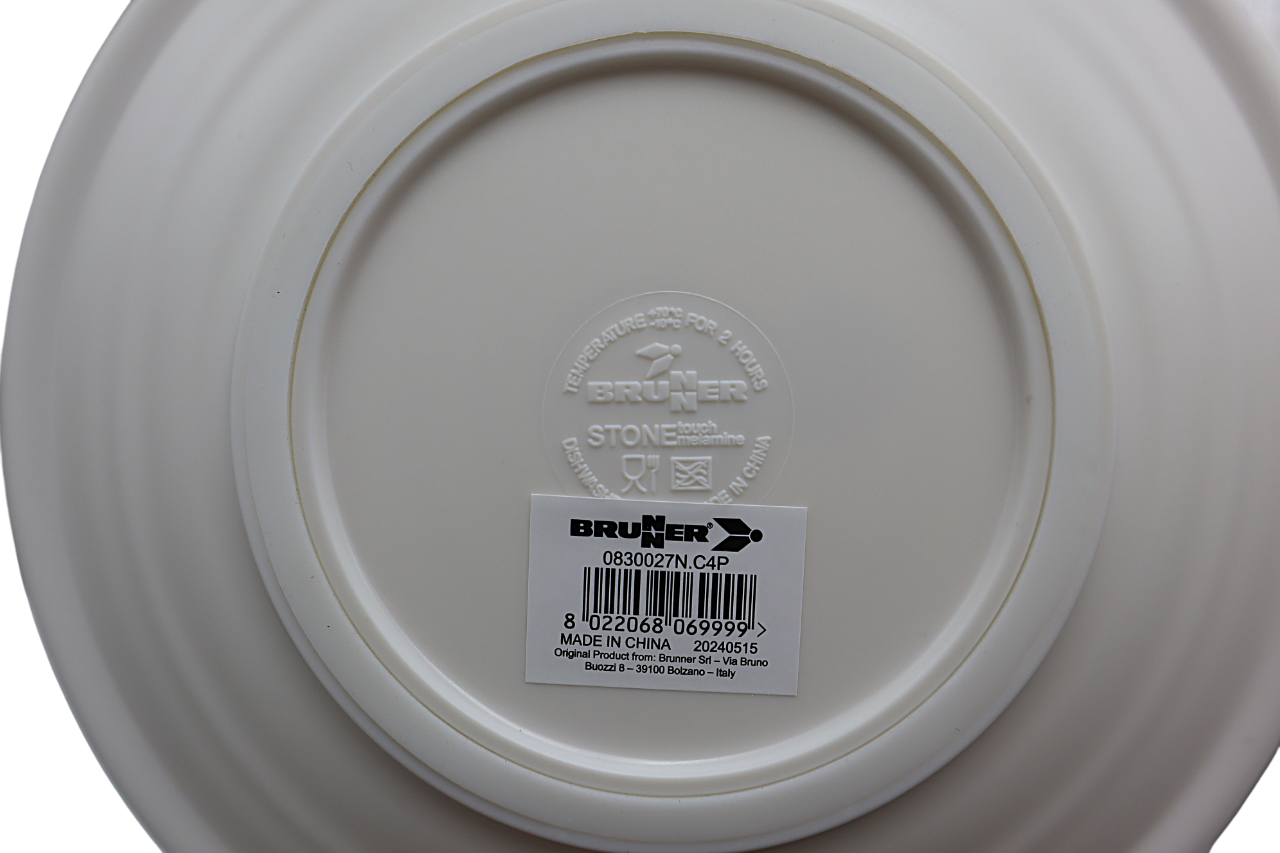 TEMPERATURE +70°C -10°C FOR 2 HOURS
BRUNNER
STONE touch melamine
MADE IN CHINA
BRUNNER®
0830027N.C4P
8 022068 069999 >
MADE IN CHINA 20240515
Original Product from: Brunner Srl – Via Bruno
Buozzi 8 – 39100 Bolzano – Italy